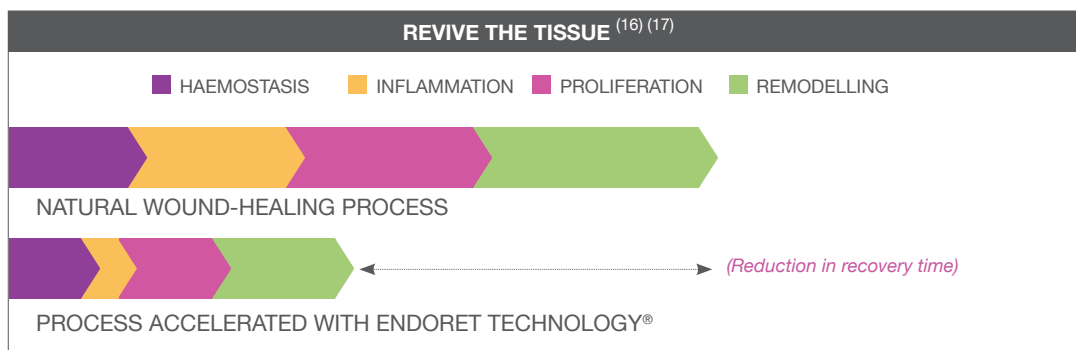 REVIVE THE TISSUE (16) (17)
HAEMOSTASIS INFLAMMATION PROLIFERATION REMODELLING
NATURAL WOUND-HEALING PROCESS
(Reduction in recovery time)
PROCESS ACCELERATED WITH ENDORET TECHNOLOGY®